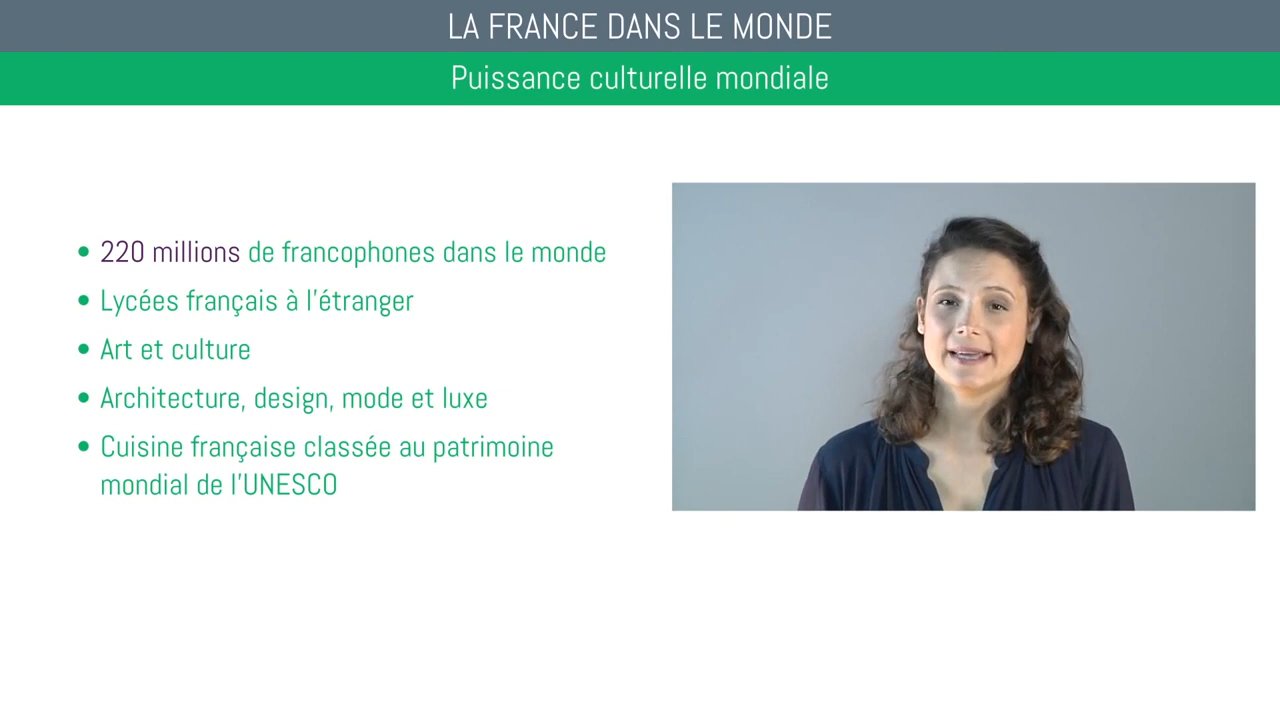 LA FRANCE DANS LE MONDE
Puissance culturelle mondiale
• 220 millions de francophones dans le monde
• Lycées français à l'étranger
• Art et culture
• Architecture, design, mode et luxe
• Cuisine française classée au patrimoine
mondial de l'UNESCO